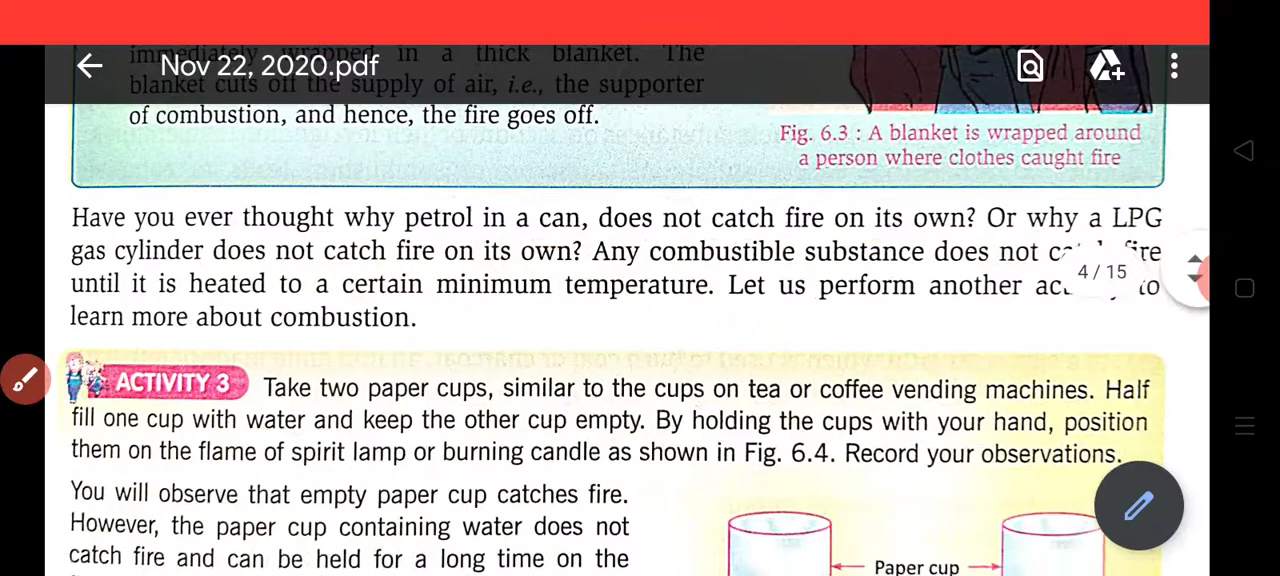 immediately wrapped in a thick blanket. The
Nov 22, 2020.pdf
blanket cuts off the supply of air, i.e., the supporter
of combustion, and hence, the fire goes off.
Fig. 6.3 : A blanket is wrapped around
a person where clothes caught fire
Have you ever thought why petrol in a can, does not catch fire on its own? Or why a LPG
gas cylinder does not catch fire on its own? Any combustible substance does not fire
4 / 15
until it is heated to a certain minimum temperature. Let us perform another to
learn more about combustion.
ACTIVITY 3 Take two paper cups, similar to the cups on tea or coffee vending machines. Half
fill one cup with water and keep the other cup empty. By holding the cups with your hand, position
them on the flame of spirit lamp or burning candle as shown in Fig. 6.4. Record your observations.
You will observe that empty paper cup catches fire.
However, the paper cup containing water does not
catch fire and can be held for a long time on the
Paper cup